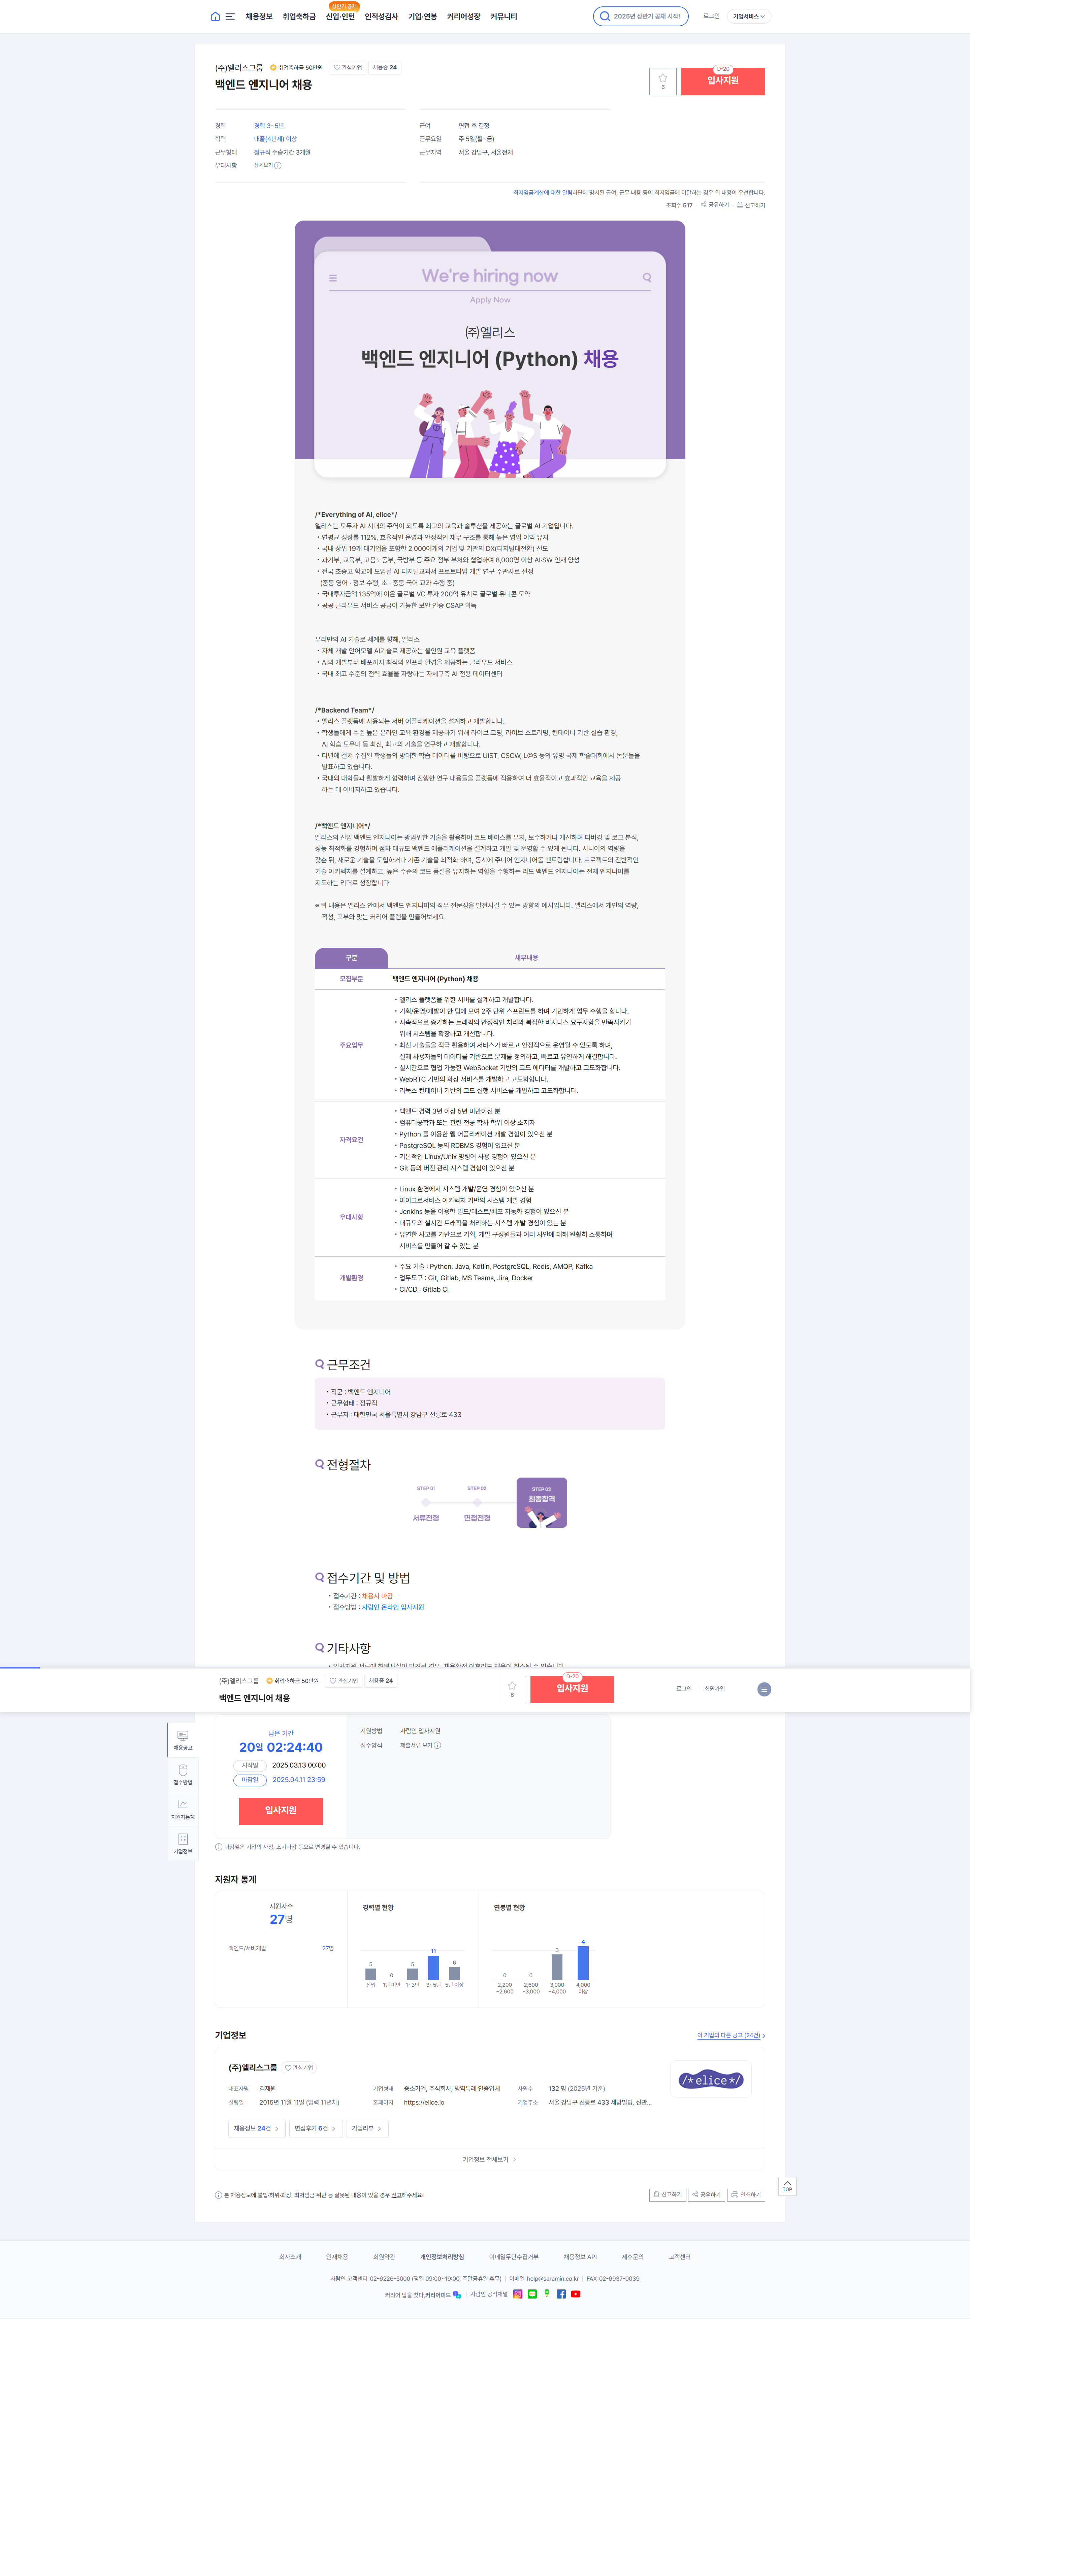 상반기 공채
채용정보 취업축하금 신입·인턴 인적성검사 기업·연봉 커리어성장 커뮤니티
2025년 상반기 공채 시작!
로그인 기업서비스
(주)엘리스그룹 취업축하금 50만원 관심기업 채용중 24
백엔드 엔지니어 채용
6
D-20
입사지원
경력 경력 3~5년
학력 대졸(4년제) 이상
근무형태 정규직 수습기간 3개월
우대사항 상세보기
급여 면접 후 결정
근무요일 주 5일(월~금)
근무지역 서울 강남구, 서울전체
최저임금계산에 대한 알림하단에 명시된 급여, 근무 내용 등이 최저임금에 미달하는 경우 위 내용이 우선합니다.
조회수 517 공유하기 신고하기
We're hiring now
Apply Now
㈜엘리스
백엔드 엔지니어 (Python) 채용
/*Everything of AI, elice*/
엘리스는 모두가 AI 시대의 주역이 되도록 최고의 교육과 솔루션을 제공하는 글로벌 AI 기업입니다.
・연평균 성장률 112%, 효율적인 운영과 안정적인 재무 구조를 통해 높은 영업 이익 유지
・국내 상위 19개 대기업을 포함한 2,000여개의 기업 및 기관의 DX(디지털대전환) 선도
・과기부, 교육부, 고용노동부, 국방부 등 주요 정부 부처와 협업하여 8,000명 이상 AI·SW 인재 양성
・전국 초중고 학교에 도입될 AI 디지털교과서 프로토타입 개발 연구 주관사로 선정
(중등 영어 · 정보 수행, 초 · 중등 국어 교과 수행 중)
・국내투자금액 135억에 이은 글로벌 VC 투자 200억 유치로 글로벌 유니콘 도약
・공공 클라우드 서비스 공급이 가능한 보안 인증 CSAP 획득
우리만의 AI 기술로 세계를 향해, 엘리스
・자체 개발 언어모델 AI기술로 제공하는 올인원 교육 플랫폼
・AI의 개발부터 배포까지 최적의 인프라 환경을 제공하는 클라우드 서비스
・국내 최고 수준의 전력 효율을 자랑하는 자체구축 AI 전용 데이터센터
/*Backend Team*/
・엘리스 플랫폼에 사용되는 서버 어플리케이션을 설계하고 개발합니다.
・학생들에게 수준 높은 온라인 교육 환경을 제공하기 위해 라이브 코딩, 라이브 스트리밍, 컨테이너 기반 실습 환경,
AI 학습 도우미 등 최신, 최고의 기술을 연구하고 개발합니다.
・다년에 걸쳐 수집된 학생들의 방대한 학습 데이터를 바탕으로 UIST, CSCW, L@S 등의 유명 국제 학술대회에서 논문들을
발표하고 있습니다.
・국내외 대학들과 활발하게 협력하며 진행한 연구 내용들을 플랫폼에 적용하여 더 효율적이고 효과적인 교육을 제공
하는 데 이바지하고 있습니다.
/*백엔드 엔지니어*/
엘리스의 신입 백엔드 엔지니어는 광범위한 기술을 활용하여 코드 베이스를 유지, 보수하거나 개선하며 디버깅 및 로그 분석,
성능 최적화를 경험하며 점차 대규모 백엔드 애플리케이션을 설계하고 개발 및 운영할 수 있게 됩니다. 시니어의 역량을
갖춘 뒤, 새로운 기술을 도입하거나 기존 기술을 최적화 하며, 동시에 주니어 엔지니어를 멘토링합니다. 프로젝트의 전반적인
기술 아키텍처를 설계하고, 높은 수준의 코드 품질을 유지하는 역할을 수행하는 리드 백엔드 엔지니어는 전체 엔지니어를
지도하는 리더로 성장합니다.
※ 위 내용은 엘리스 안에서 백엔드 엔지니어의 직무 전문성을 발전시킬 수 있는 방향의 예시입니다. 엘리스에서 개인의 역량,
적성, 포부와 맞는 커리어 플랜을 만들어보세요.
구분 세부내용
모집부문 백엔드 엔지니어 (Python) 채용
주요업무
・엘리스 플랫폼을 위한 서버를 설계하고 개발합니다.
・기획/운영/개발이 한 팀에 모여 2주 단위 스프린트를 하며 기민하게 업무 수행을 합니다.
・지속적으로 증가하는 트래픽의 안정적인 처리와 복잡한 비지니스 요구사항을 만족시키기
위해 시스템을 확장하고 개선합니다.
・최신 기술들을 적극 활용하여 서비스가 빠르고 안정적으로 운영될 수 있도록 하며,
실제 사용자들의 데이터를 기반으로 문제를 정의하고, 빠르고 유연하게 해결합니다.
・실시간으로 협업 가능한 WebSocket 기반의 코드 에디터를 개발하고 고도화합니다.
・WebRTC 기반의 화상 서비스를 개발하고 고도화합니다.
・리눅스 컨테이너 기반의 코드 실행 서비스를 개발하고 고도화합니다.
자격요건
・백엔드 경력 3년 이상 5년 미만이신 분
・컴퓨터공학과 또는 관련 전공 학사 학위 이상 소지자
・Python 를 이용한 웹 어플리케이션 개발 경험이 있으신 분
・PostgreSQL 등의 RDBMS 경험이 있으신 분
・기본적인 Linux/Unix 명령어 사용 경험이 있으신 분
・Git 등의 버전 관리 시스템 경험이 있으신 분
우대사항
・Linux 환경에서 시스템 개발/운영 경험이 있으신 분
・마이크로서비스 아키텍처 기반의 시스템 개발 경험
・Jenkins 등을 이용한 빌드/테스트/배포 자동화 경험이 있으신 분
・대규모의 실시간 트래픽을 처리하는 시스템 개발 경험이 있는 분
・유연한 사고를 기반으로 기획, 개발 구성원들과 여러 사안에 대해 원활히 소통하며
서비스를 만들어 갈 수 있는 분
개발환경
・주요 기술 : Python, Java, Kotlin, PostgreSQL, Redis, AMQP, Kafka
・업무도구 : Git, Gitlab, MS Teams, Jira, Docker
・CI/CD : Gitlab CI
근무조건
・직군 : 백엔드 엔지니어
・근무형태 : 정규직
・근무지 : 대한민국 서울특별시 강남구 선릉로 433
전형절차
STEP 01 STEP 02 STEP 03
서류전형 면접전형 최종합격
접수기간 및 방법
・접수기간 : 채용시 마감
・접수방법 : 사람인 온라인 입사지원
기타사항
・입사지원 서류에 허위사실이 발견될 경우, 채용확정 이후라도 채용이 취소될 수 있습니다.
(주)엘리스그룹 취업축하금 50만원 관심기업 채용중 24
백엔드 엔지니어 채용
6
D-20
입사지원
로그인 회원가입
채용공고
접수방법
지원자통계
기업정보
남은 기간
20일 02:24:40
시작일 2025.03.13 00:00
마감일 2025.04.11 23:59
입사지원
지원방법 사람인 입사지원
접수양식 제출서류 보기
마감일은 기업의 사정, 조기마감 등으로 변경될 수 있습니다.
지원자 통계
지원자수
27명
백엔드/서버개발 27명
경력별 현황
5 0 5 11 6
신입 1년 미만 1~3년 3~5년 5년 이상
연봉별 현황
0 0 3 4
2,200 2,600 3,000 4,000
~2,600 ~3,000 ~4,000 이상
기업정보
이 기업의 다른 공고 (24건)
(주)엘리스그룹 관심기업
/*elice*/
대표자명 김재원 기업형태 중소기업, 주식회사, 병역특례 인증업체 사원수 132 명 (2025년 기준)
설립일 2015년 11월 11일 (업력 11년차) 홈페이지 https://elice.io 기업주소 서울 강남구 선릉로 433 세방빌딩. 신관...
채용정보 24건 면접후기 6건 기업리뷰
기업정보 전체보기
본 채용정보에 불법·허위·과장, 최저임금 위반 등 잘못된 내용이 있을 경우 신고해주세요!
신고하기 공유하기 인쇄하기
TOP
회사소개 인재채용 회원약관 개인정보처리방침 이메일무단수집거부 채용정보 API 제휴문의 고객센터
사람인 고객센터 02-6226-5000 (평일 09:00~19:00, 주말공휴일 휴무) 이메일 help@saramin.co.kr FAX 02-6937-0039
커리어 답을 찾다,커리어피드 사람인 공식채널